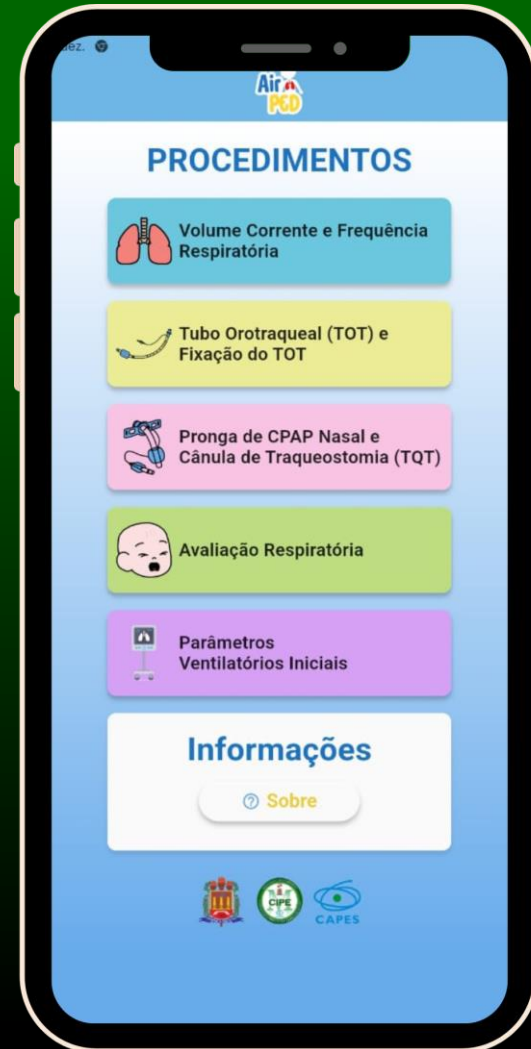 dez.
Air
PED
PROCEDIMENTOS
Volume Corrente e Frequência
Respiratória
Tubo Orotraqueal (TOT) e
Fixação do TOT
Pronga de CPAP Nasal e
Cânula de Traqueostomia (TQT)
Avaliação Respiratória
Parâmetros
Ventilatórios Iniciais
Informações
Sobre
CIPE
CAPES